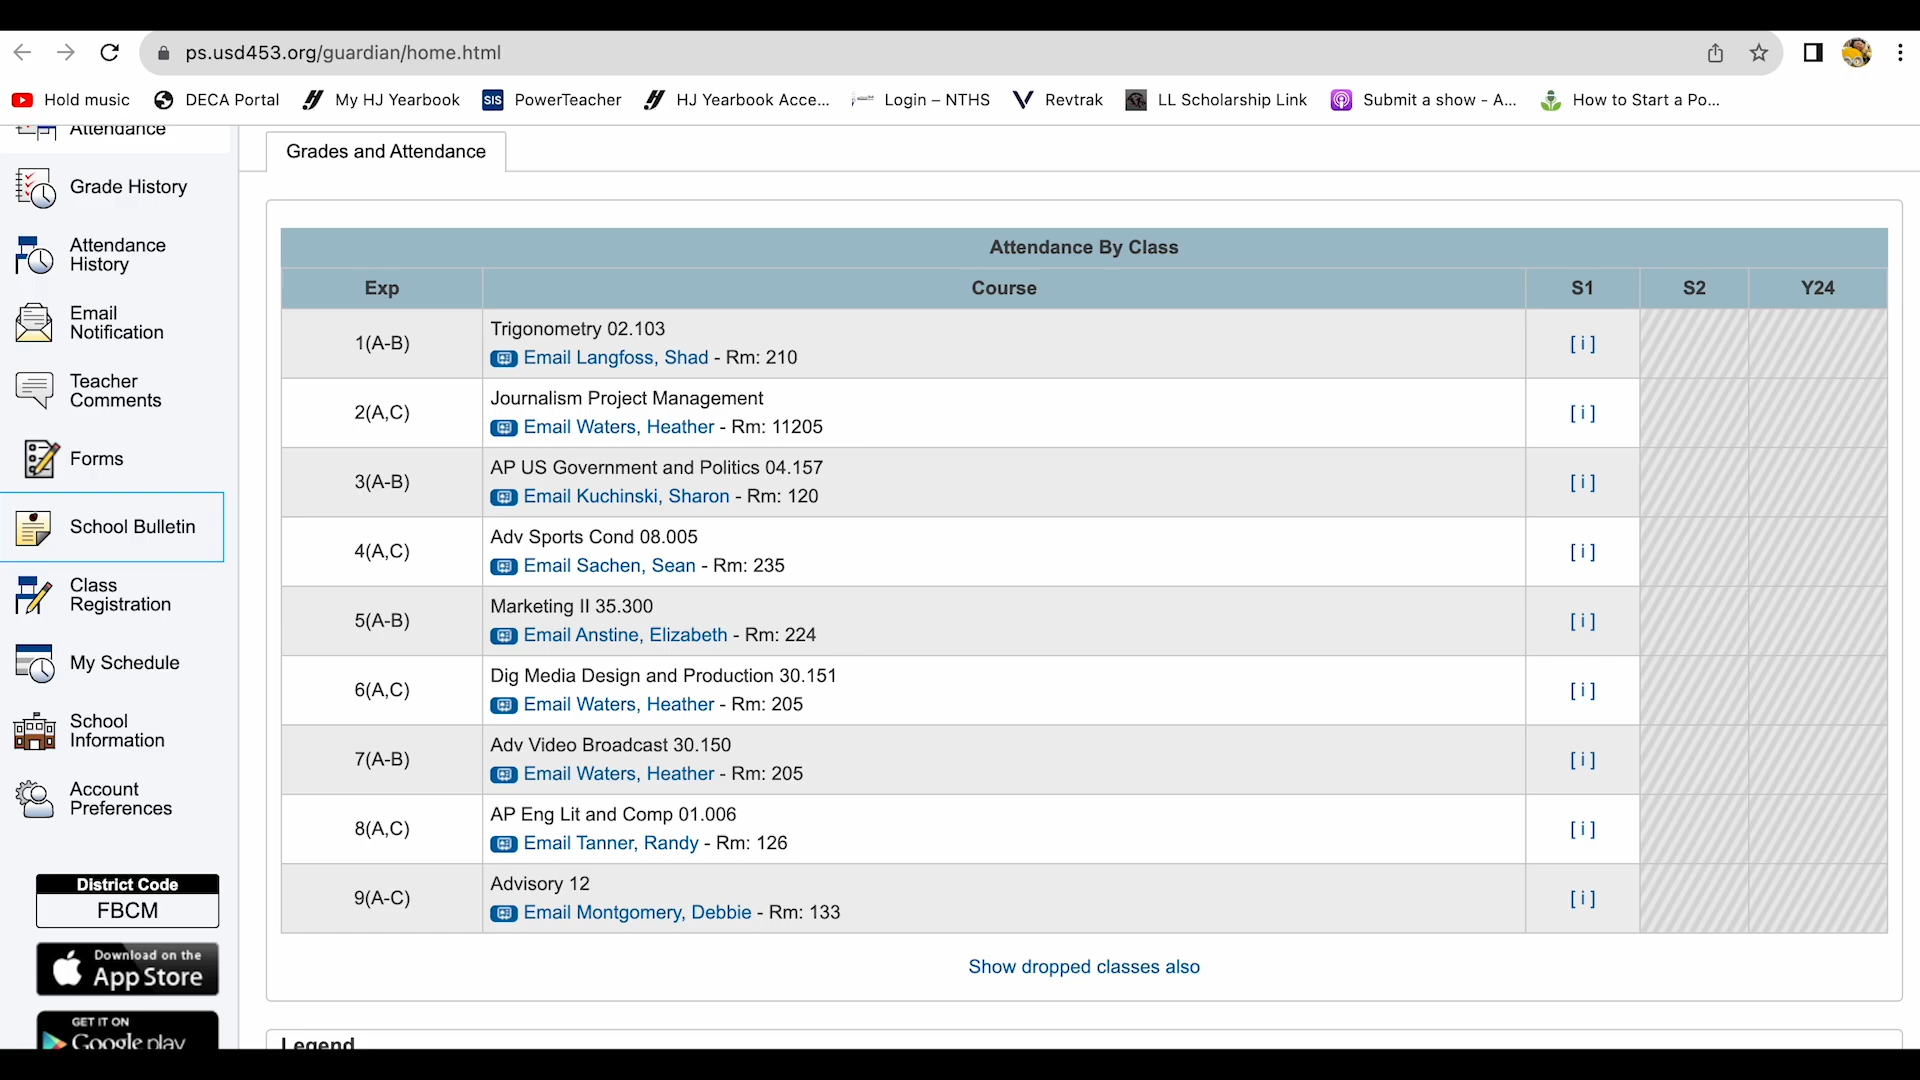 ps.usd453.org/guardian/home.html
Hold music
DECA Portal
My HJ Yearbook
SIS
PowerTeacher
HJ Yearbook Acce...
Login – NTHS
Revtrak
LL Scholarship Link
Submit a show - A...
How to Start a Po...
Attendance
Grade History
Attendance
History
Email
Notification
Teacher
Comments
Forms
School Bulletin
Class
Registration
My Schedule
School
Information
Account
Preferences
District Code
FBCM
Download on the
App Store
GET IT ON
Google play
Grades and Attendance
Attendance By Class
Exp Course S1 S2 Y24
1(A-B) Trigonometry 02.103 [ i ]
Email Langfoss, Shad - Rm: 210
2(A,C) Journalism Project Management [ i ]
Email Waters, Heather - Rm: 11205
3(A-B) AP US Government and Politics 04.157 [ i ]
Email Kuchinski, Sharon - Rm: 120
4(A,C) Adv Sports Cond 08.005 [ i ]
Email Sachen, Sean - Rm: 235
5(A-B) Marketing II 35.300 [ i ]
Email Anstine, Elizabeth - Rm: 224
6(A,C) Dig Media Design and Production 30.151 [ i ]
Email Waters, Heather - Rm: 205
7(A-B) Adv Video Broadcast 30.150 [ i ]
Email Waters, Heather - Rm: 205
8(A,C) AP Eng Lit and Comp 01.006 [ i ]
Email Tanner, Randy - Rm: 126
9(A-C) Advisory 12 [ i ]
Email Montgomery, Debbie - Rm: 133
Show dropped classes also
Legend